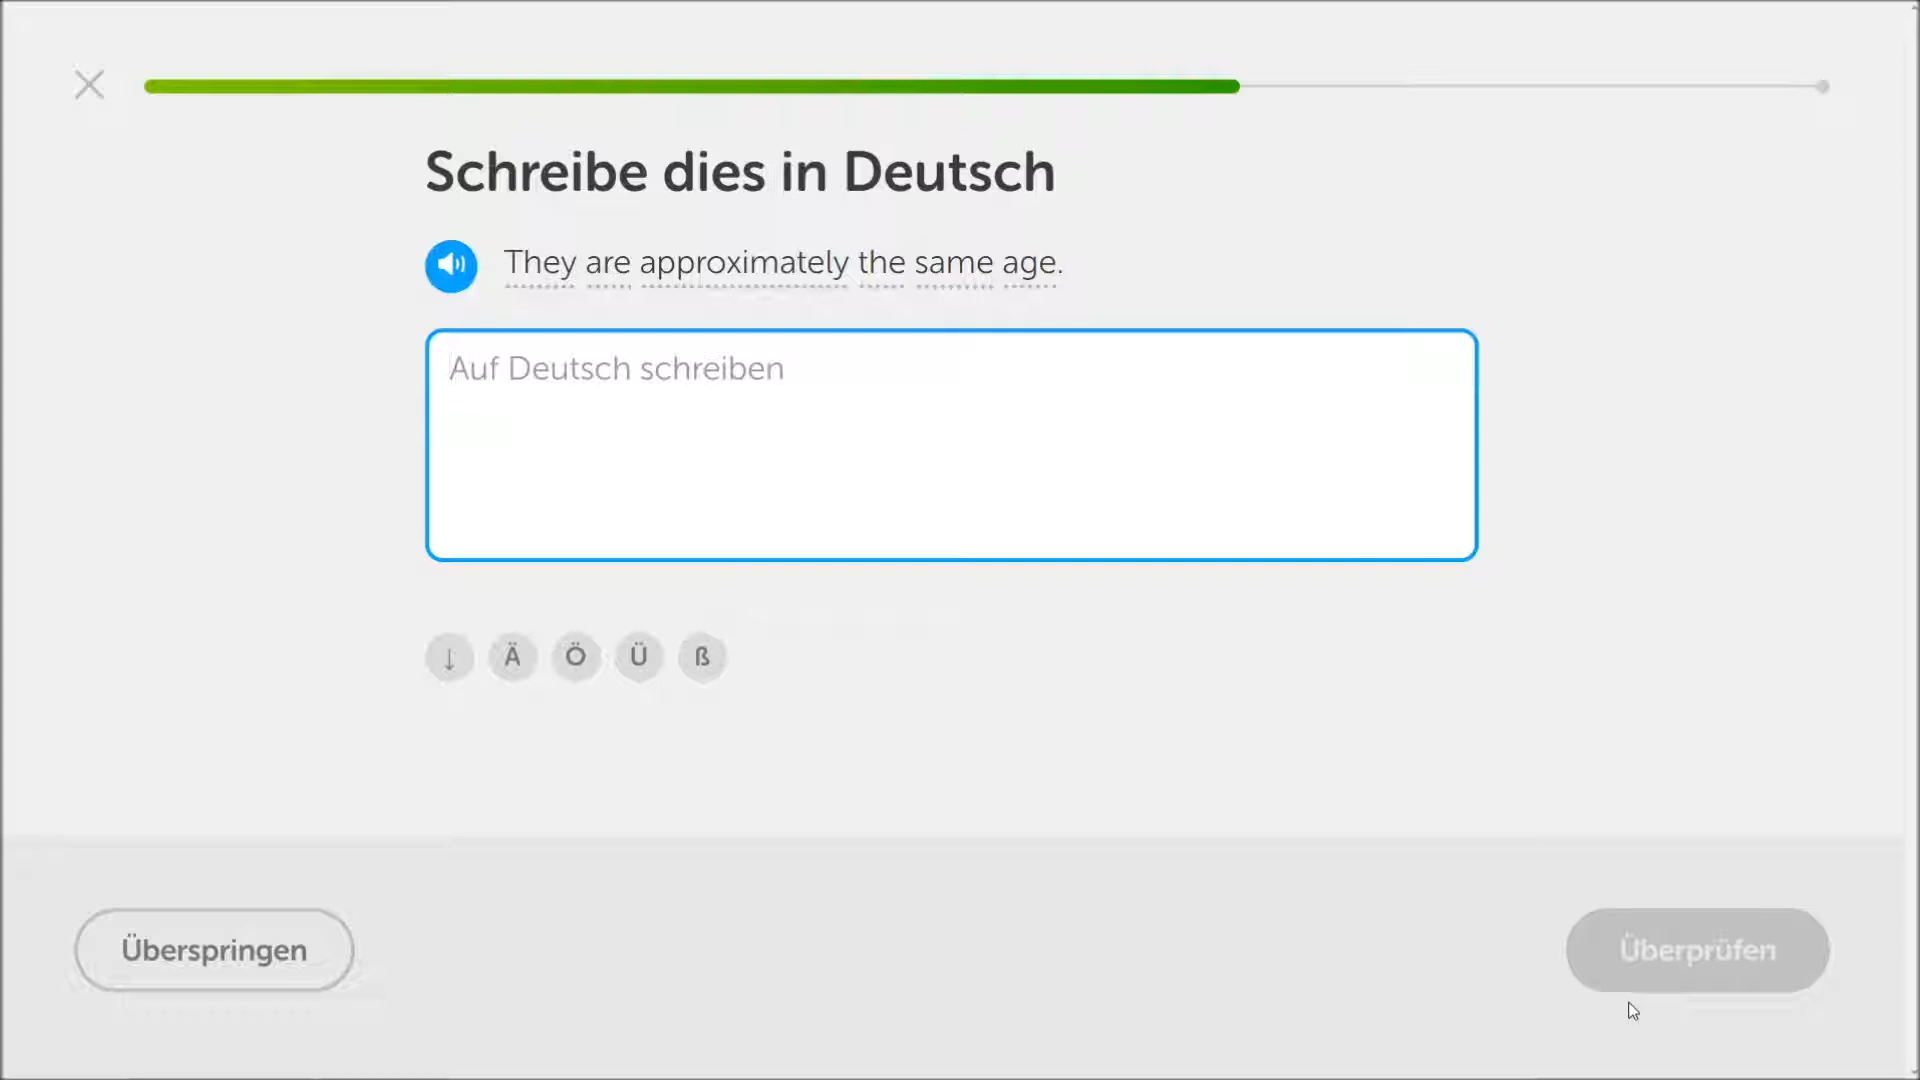 Schreibe dies in Deutsch
They are approximately the same age.
Auf Deutsch schreiben
↓ Ä Ö Ü ß
Überspringen
Überprüfen